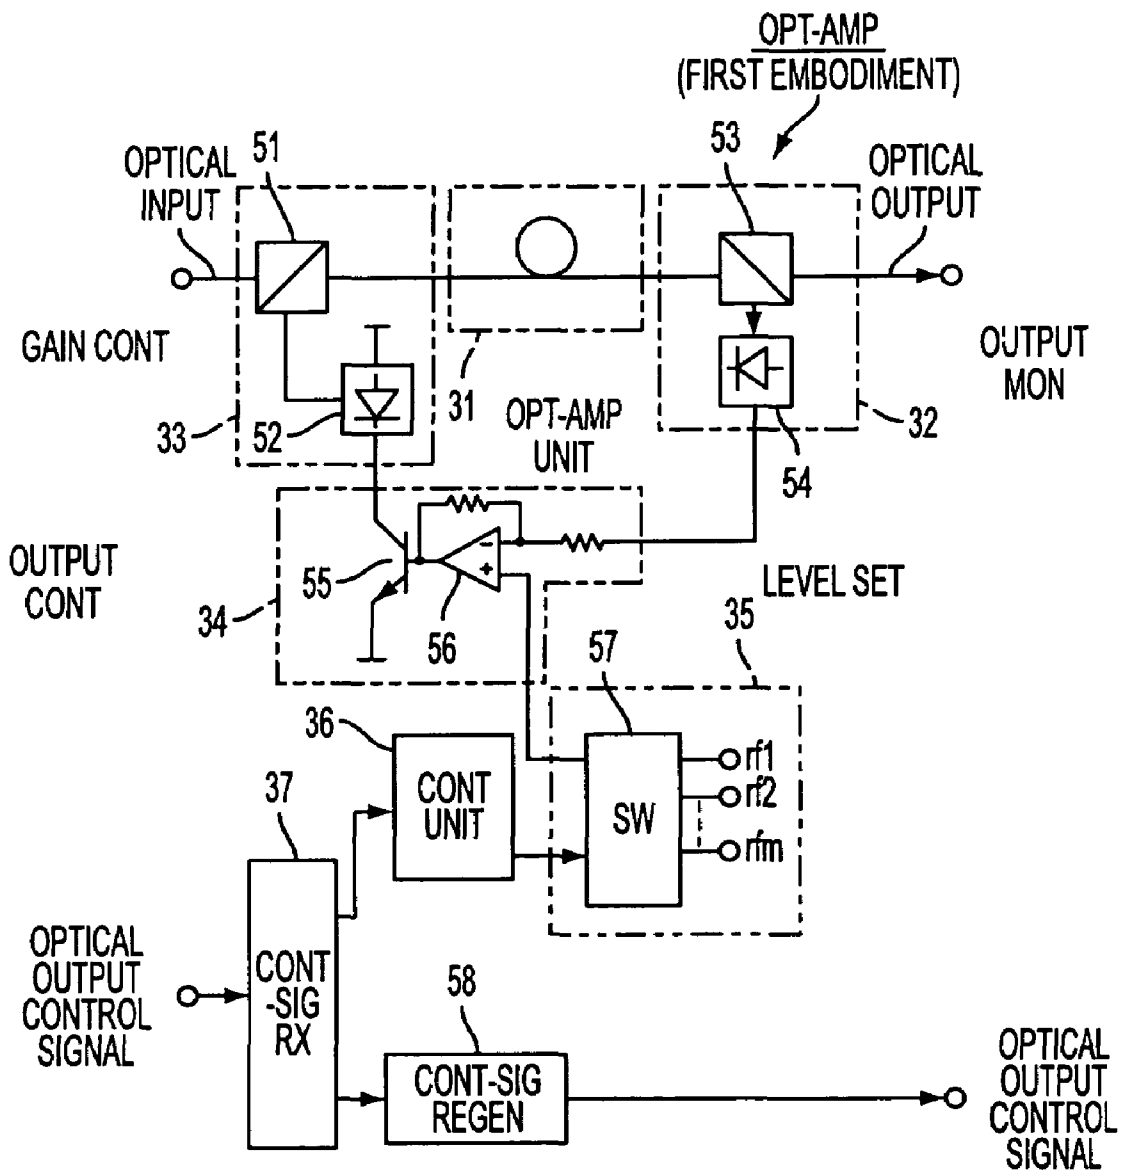 OPT-AMP
(FIRST EMBODIMENT)
51
53
OPTICAL
INPUT
OPTICAL
OUTPUT
GAIN CONT
OUTPUT
MON
33
52
31
OPT-AMP
UNIT
54
32
OUTPUT
CONT
55
-
+
34
56
LEVEL SET
57
35
36
CONT
UNIT
SW
rf1
rf2
rfm
37
OPTICAL
OUTPUT
CONTROL
SIGNAL
CONT
-SIG
RX
58
CONT-SIG
REGEN
OPTICAL
OUTPUT
CONTROL
SIGNAL